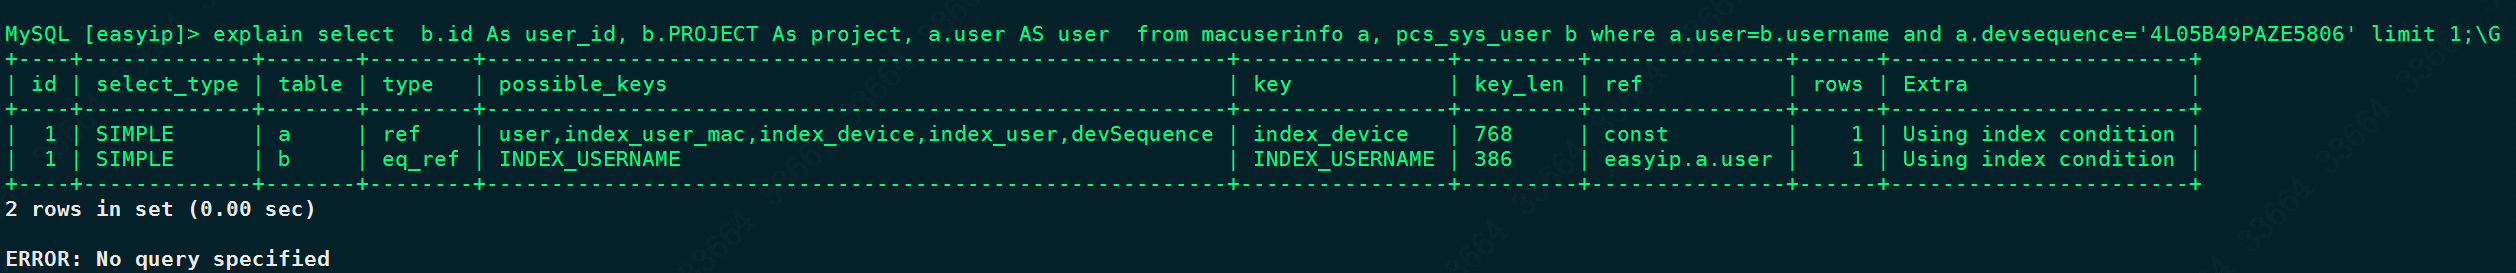 MySQL [easyip]> explain select  b.id As user_id, b.PROJECT As project, a.user AS user  from macuserinfo a, pcs_sys_user b where a.user=b.username and a.devsequence='4L05B49PAZE5806' limit 1;\G
+----+-------------+-------+--------+---------------------------------------------------------+----------------+---------+---------------+------+-----------------------+
| id | select_type | table | type   | possible_keys                                           | key            | key_len | ref           | rows | Extra                 |
+----+-------------+-------+--------+---------------------------------------------------------+----------------+---------+---------------+------+-----------------------+
|  1 | SIMPLE      | a     | ref    | user,index_user_mac,index_device,index_user,devSequence | index_device   | 768     | const         |    1 | Using index condition |
|  1 | SIMPLE      | b     | eq_ref | INDEX_USERNAME                                          | INDEX_USERNAME | 386     | easyip.a.user |    1 | Using index condition |
+----+-------------+-------+--------+---------------------------------------------------------+----------------+---------+---------------+------+-----------------------+
2 rows in set (0.00 sec)
ERROR: No query specified